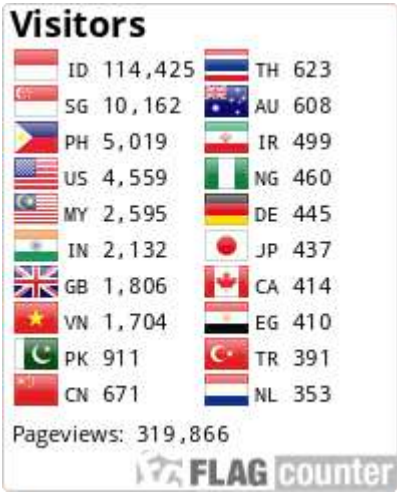 Visitors
ID 114,425 TH 623
SG 10,162 AU 608
PH 5,019 IR 499
US 4,559 NG 460
MY 2,595 DE 445
IN 2,132 JP 437
GB 1,806 CA 414
VN 1,704 EG 410
PK 911 TR 391
CN 671 NL 353
Pageviews: 319,866
FLAG counter